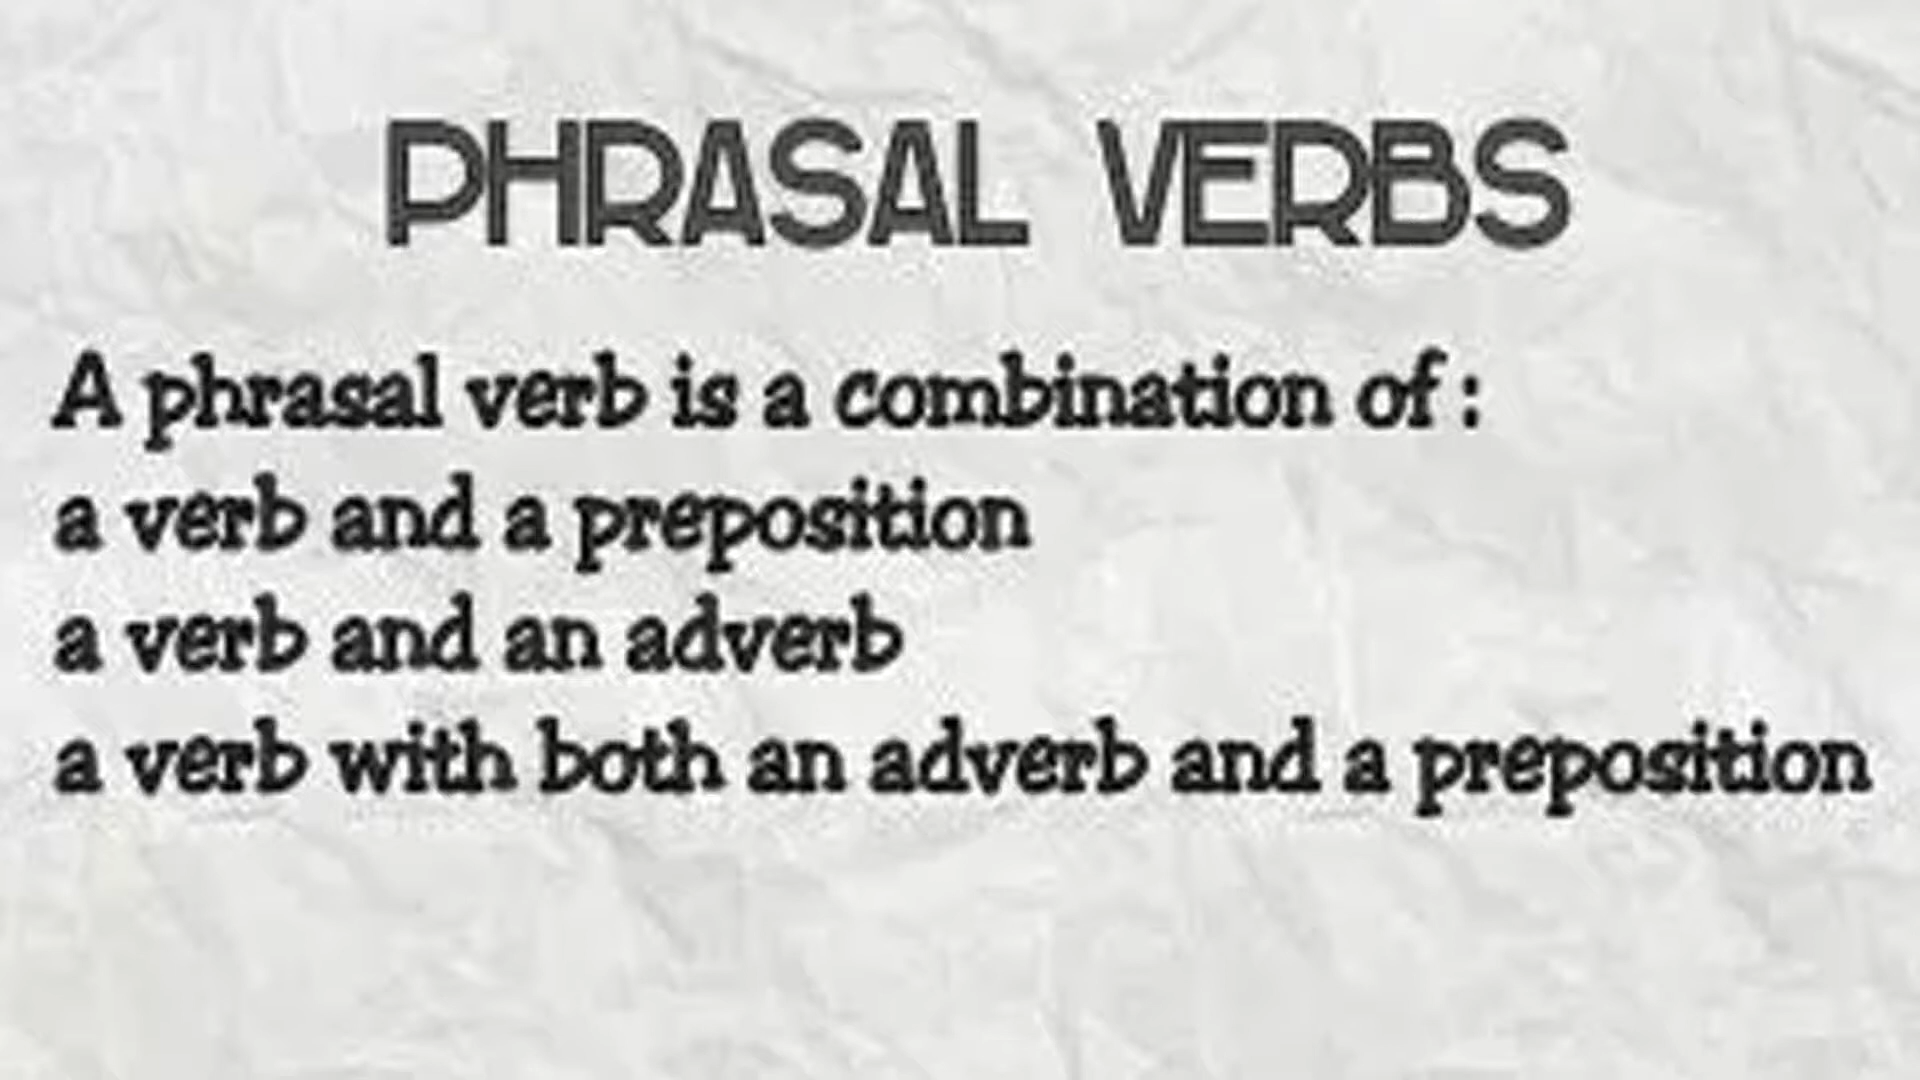 PHRASAL VERBS
A phrasal verb is a combination of :
a verb and a preposition
a verb and an adverb
a verb with both an adverb and a preposition